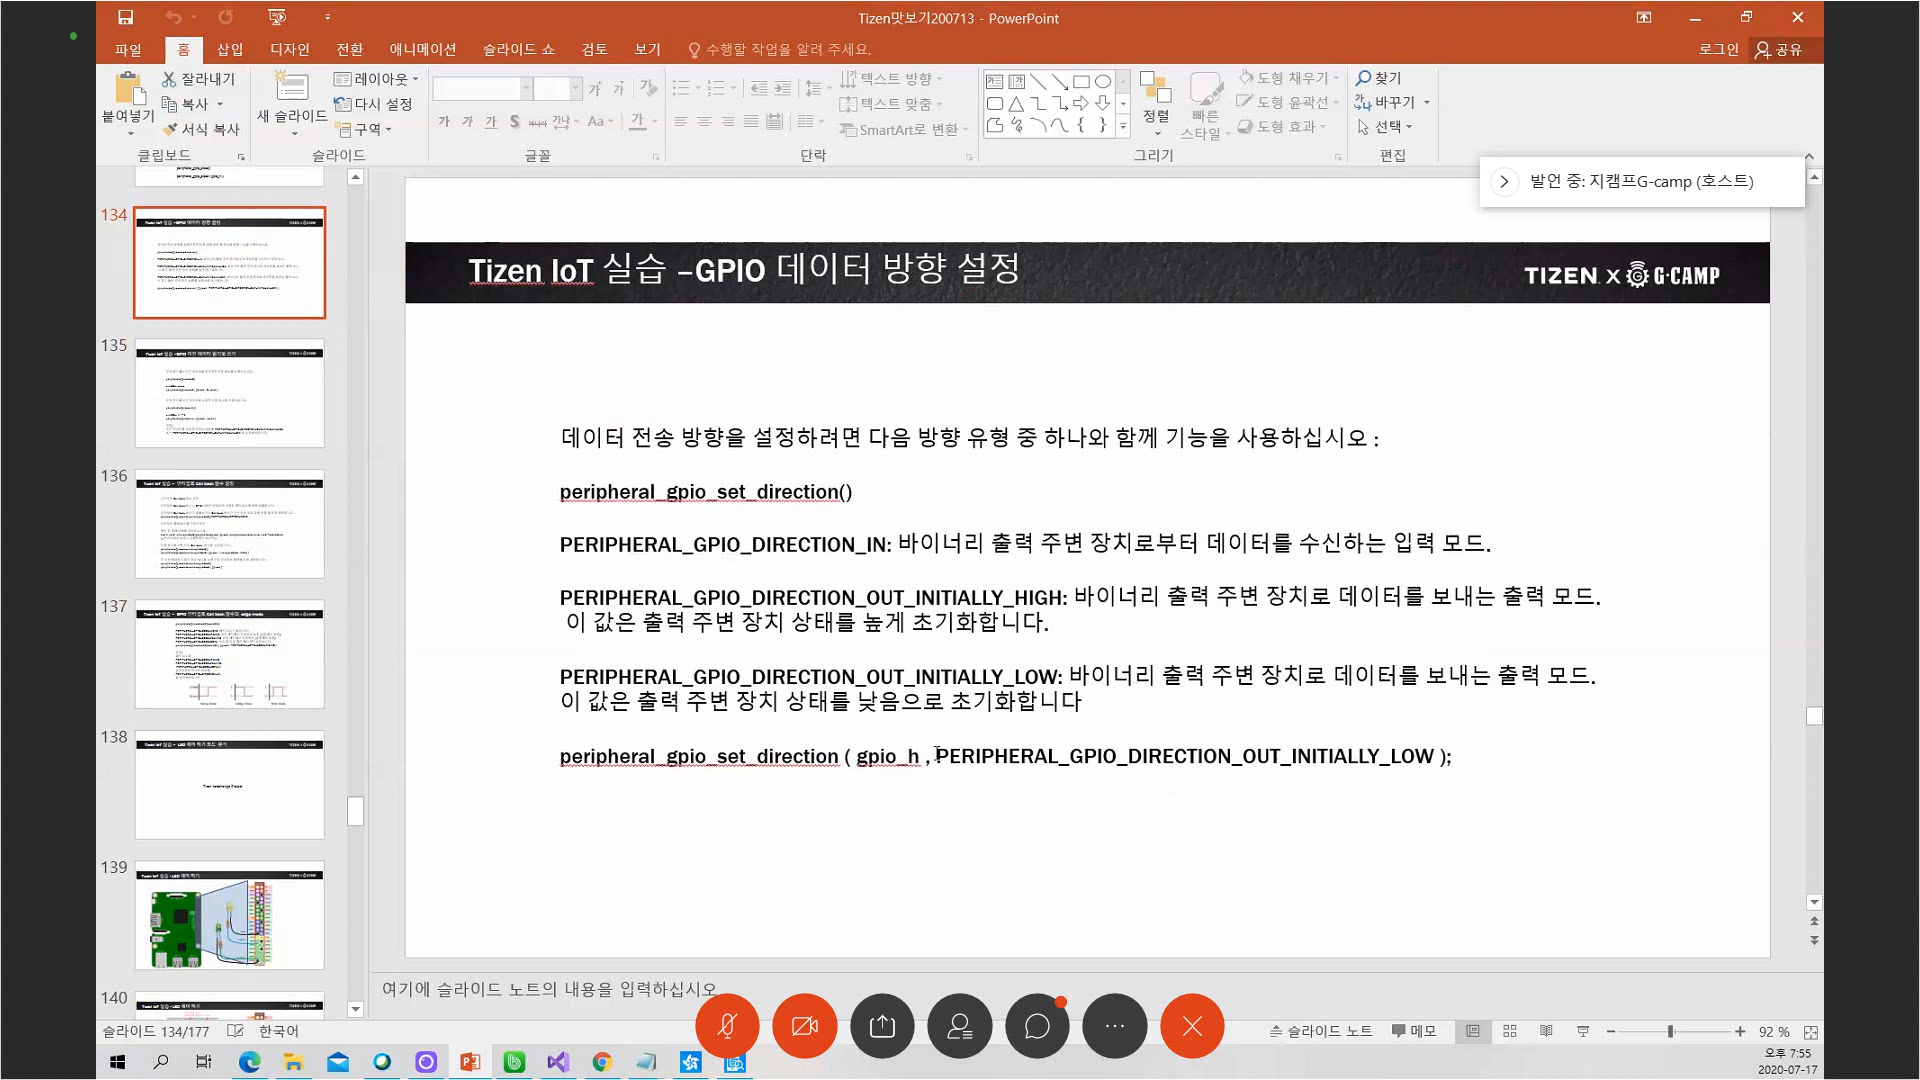 Tizen맛보기200713 - PowerPoint
파일 홈 삽입 디자인 전환 애니메이션 슬라이드 쇼 검토 보기 수행할 작업을 알려 주세요. 로그인 공유
붙여넣기 잘라내기 복사 서식 복사 클립보드
새 슬라이드 레이아웃 다시 설정 구역 슬라이드
글꼴
텍스트 방향 텍스트 맞춤 SmartArt로 변환 단락
정렬 빠른 스타일 도형 채우기 도형 윤곽선 도형 효과 그리기
찾기 바꾸기 선택 편집
발언 중: 지캠프G-camp (호스트)
134
135
136
137
138
139
140
Tizen IoT 실습 –GPIO 데이터 방향 설정
TIZEN. X G·CAMP
데이터 전송 방향을 설정하려면 다음 방향 유형 중 하나와 함께 기능을 사용하십시오 :
peripheral_gpio_set_direction()
PERIPHERAL_GPIO_DIRECTION_IN: 바이너리 출력 주변 장치로부터 데이터를 수신하는 입력 모드.
PERIPHERAL_GPIO_DIRECTION_OUT_INITIALLY_HIGH: 바이너리 출력 주변 장치로 데이터를 보내는 출력 모드.
이 값은 출력 주변 장치 상태를 높게 초기화합니다.
PERIPHERAL_GPIO_DIRECTION_OUT_INITIALLY_LOW: 바이너리 출력 주변 장치로 데이터를 보내는 출력 모드.
이 값은 출력 주변 장치 상태를 낮음으로 초기화합니다
peripheral_gpio_set_direction ( gpio_h , PERIPHERAL_GPIO_DIRECTION_OUT_INITIALLY_LOW );
여기에 슬라이드 노트의 내용을 입력하십시오
슬라이드 134/177 한국어 슬라이드 노트 메모 92 %
오후 7:55
2020-07-17